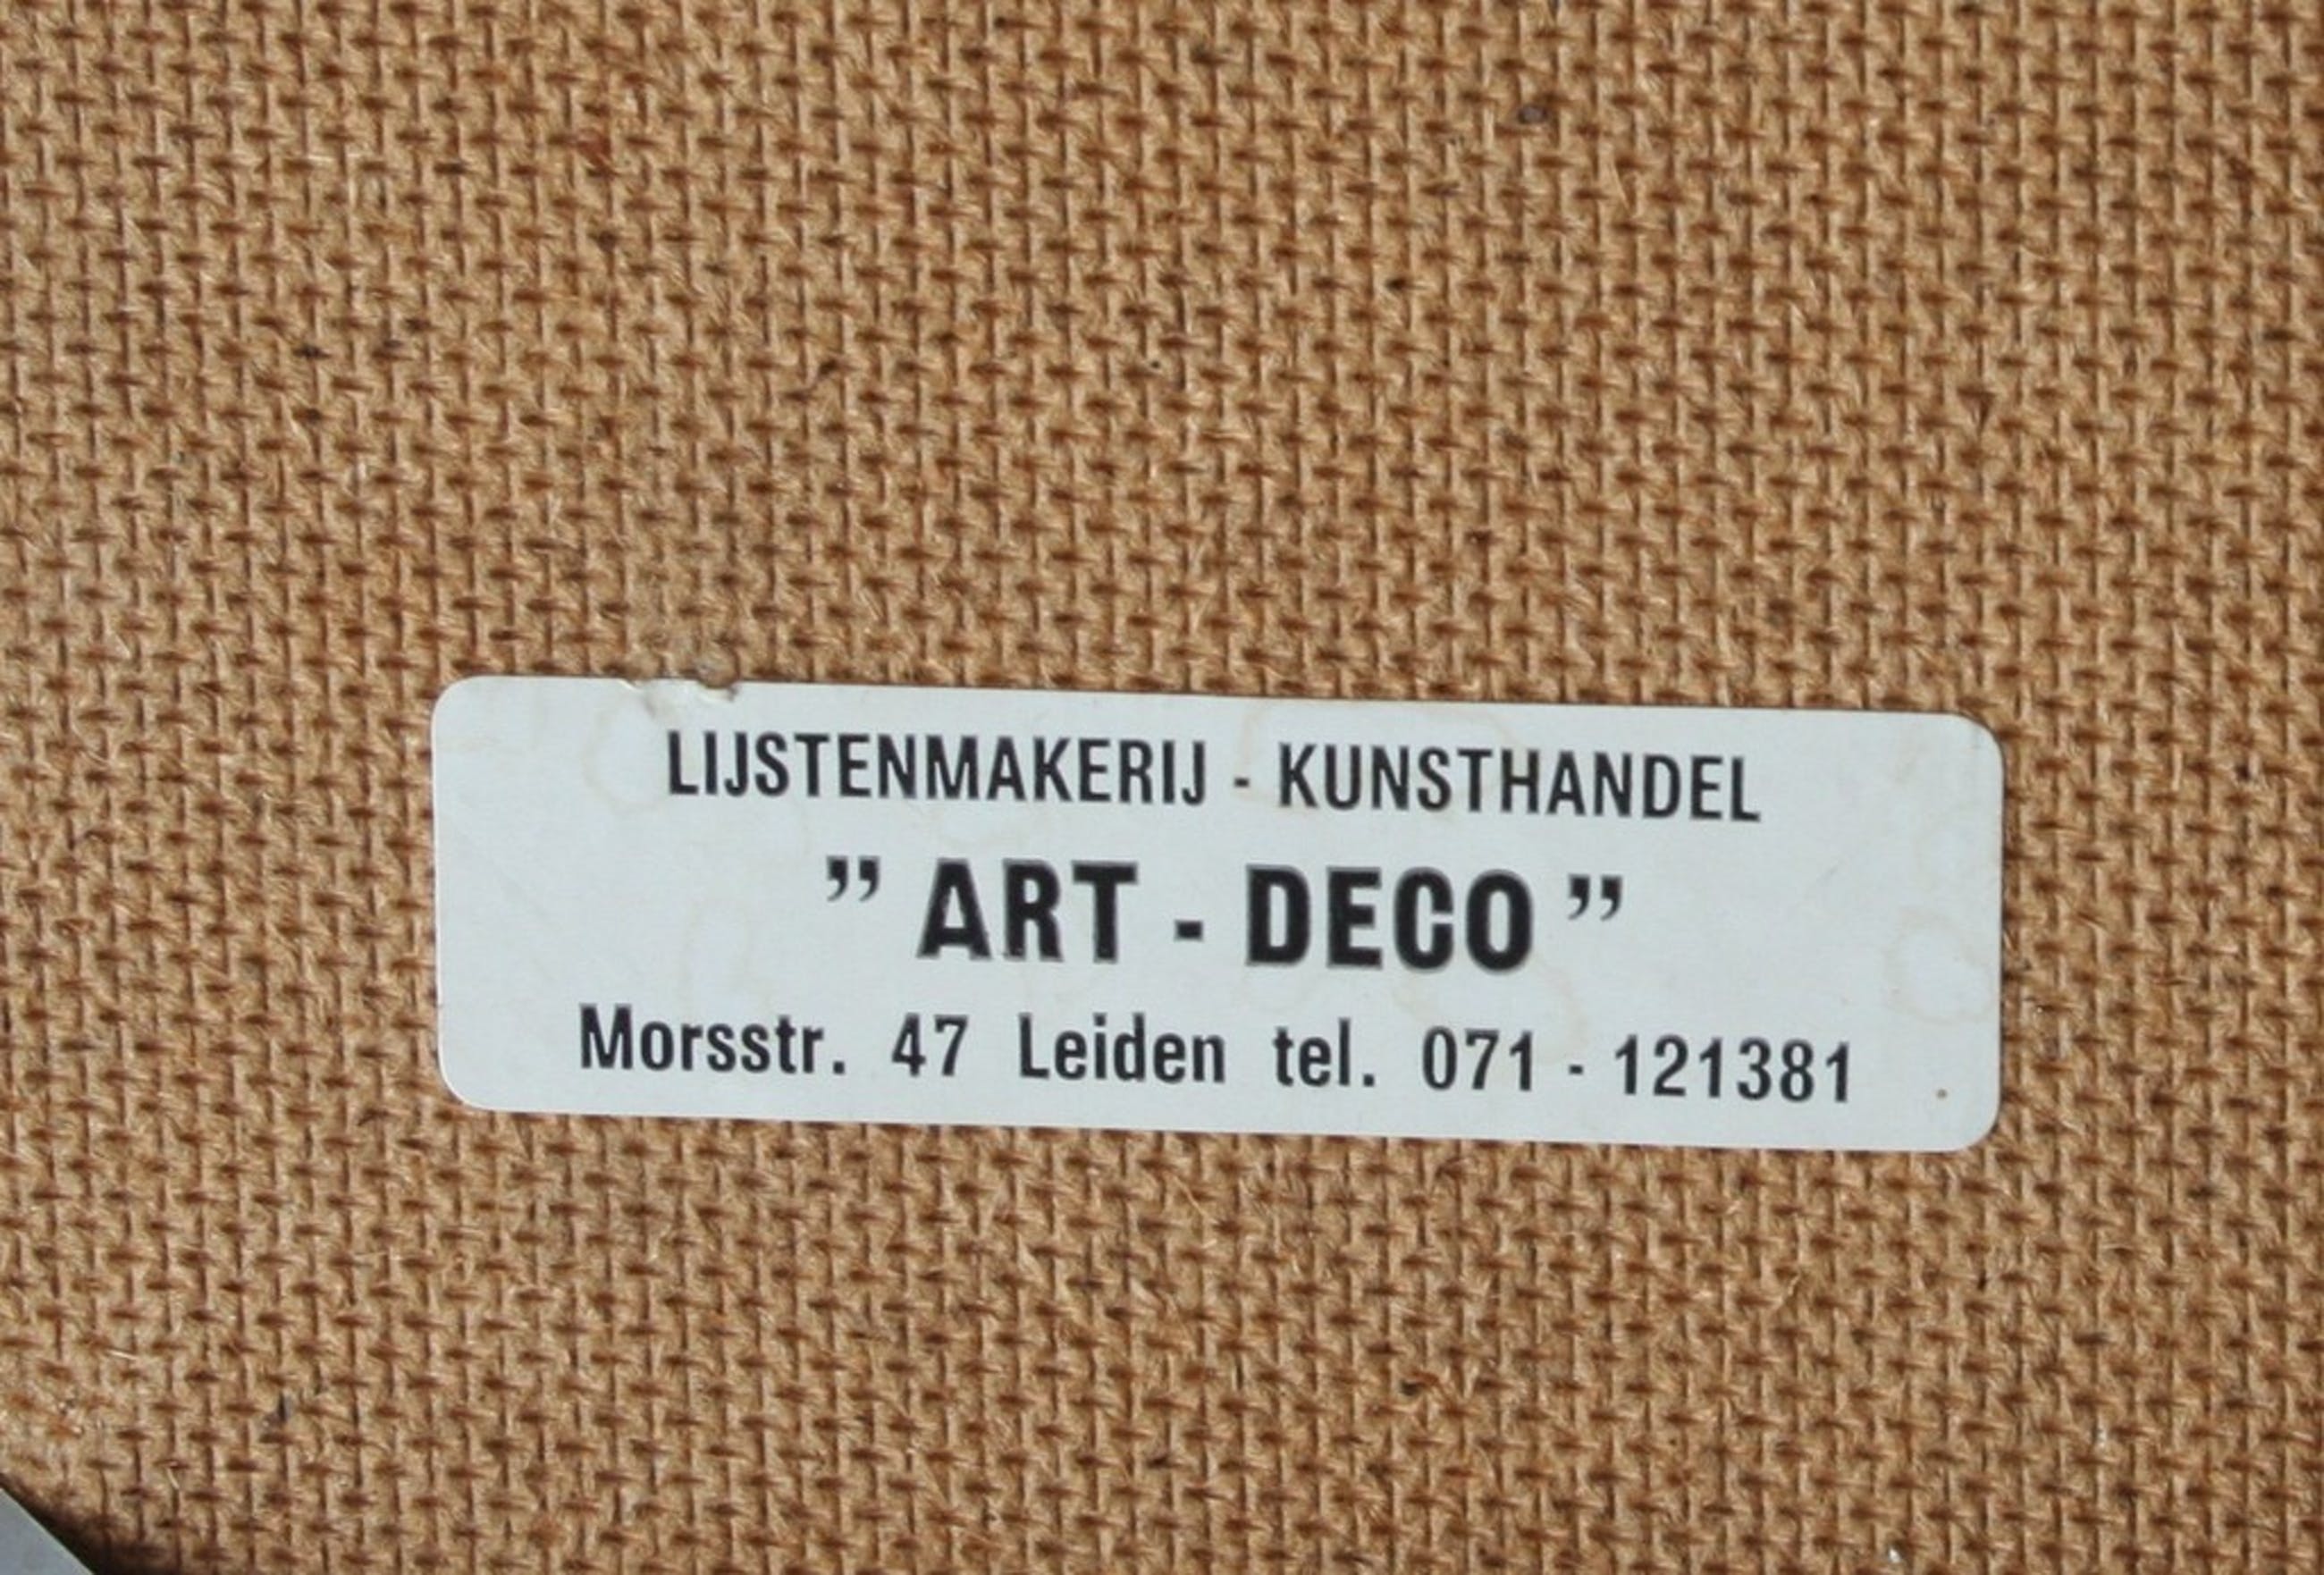 LIJSTENMAKERIJ - KUNSTHANDEL
” ART - DECO ”
Morsstr. 47 Leiden tel. 071 - 121381